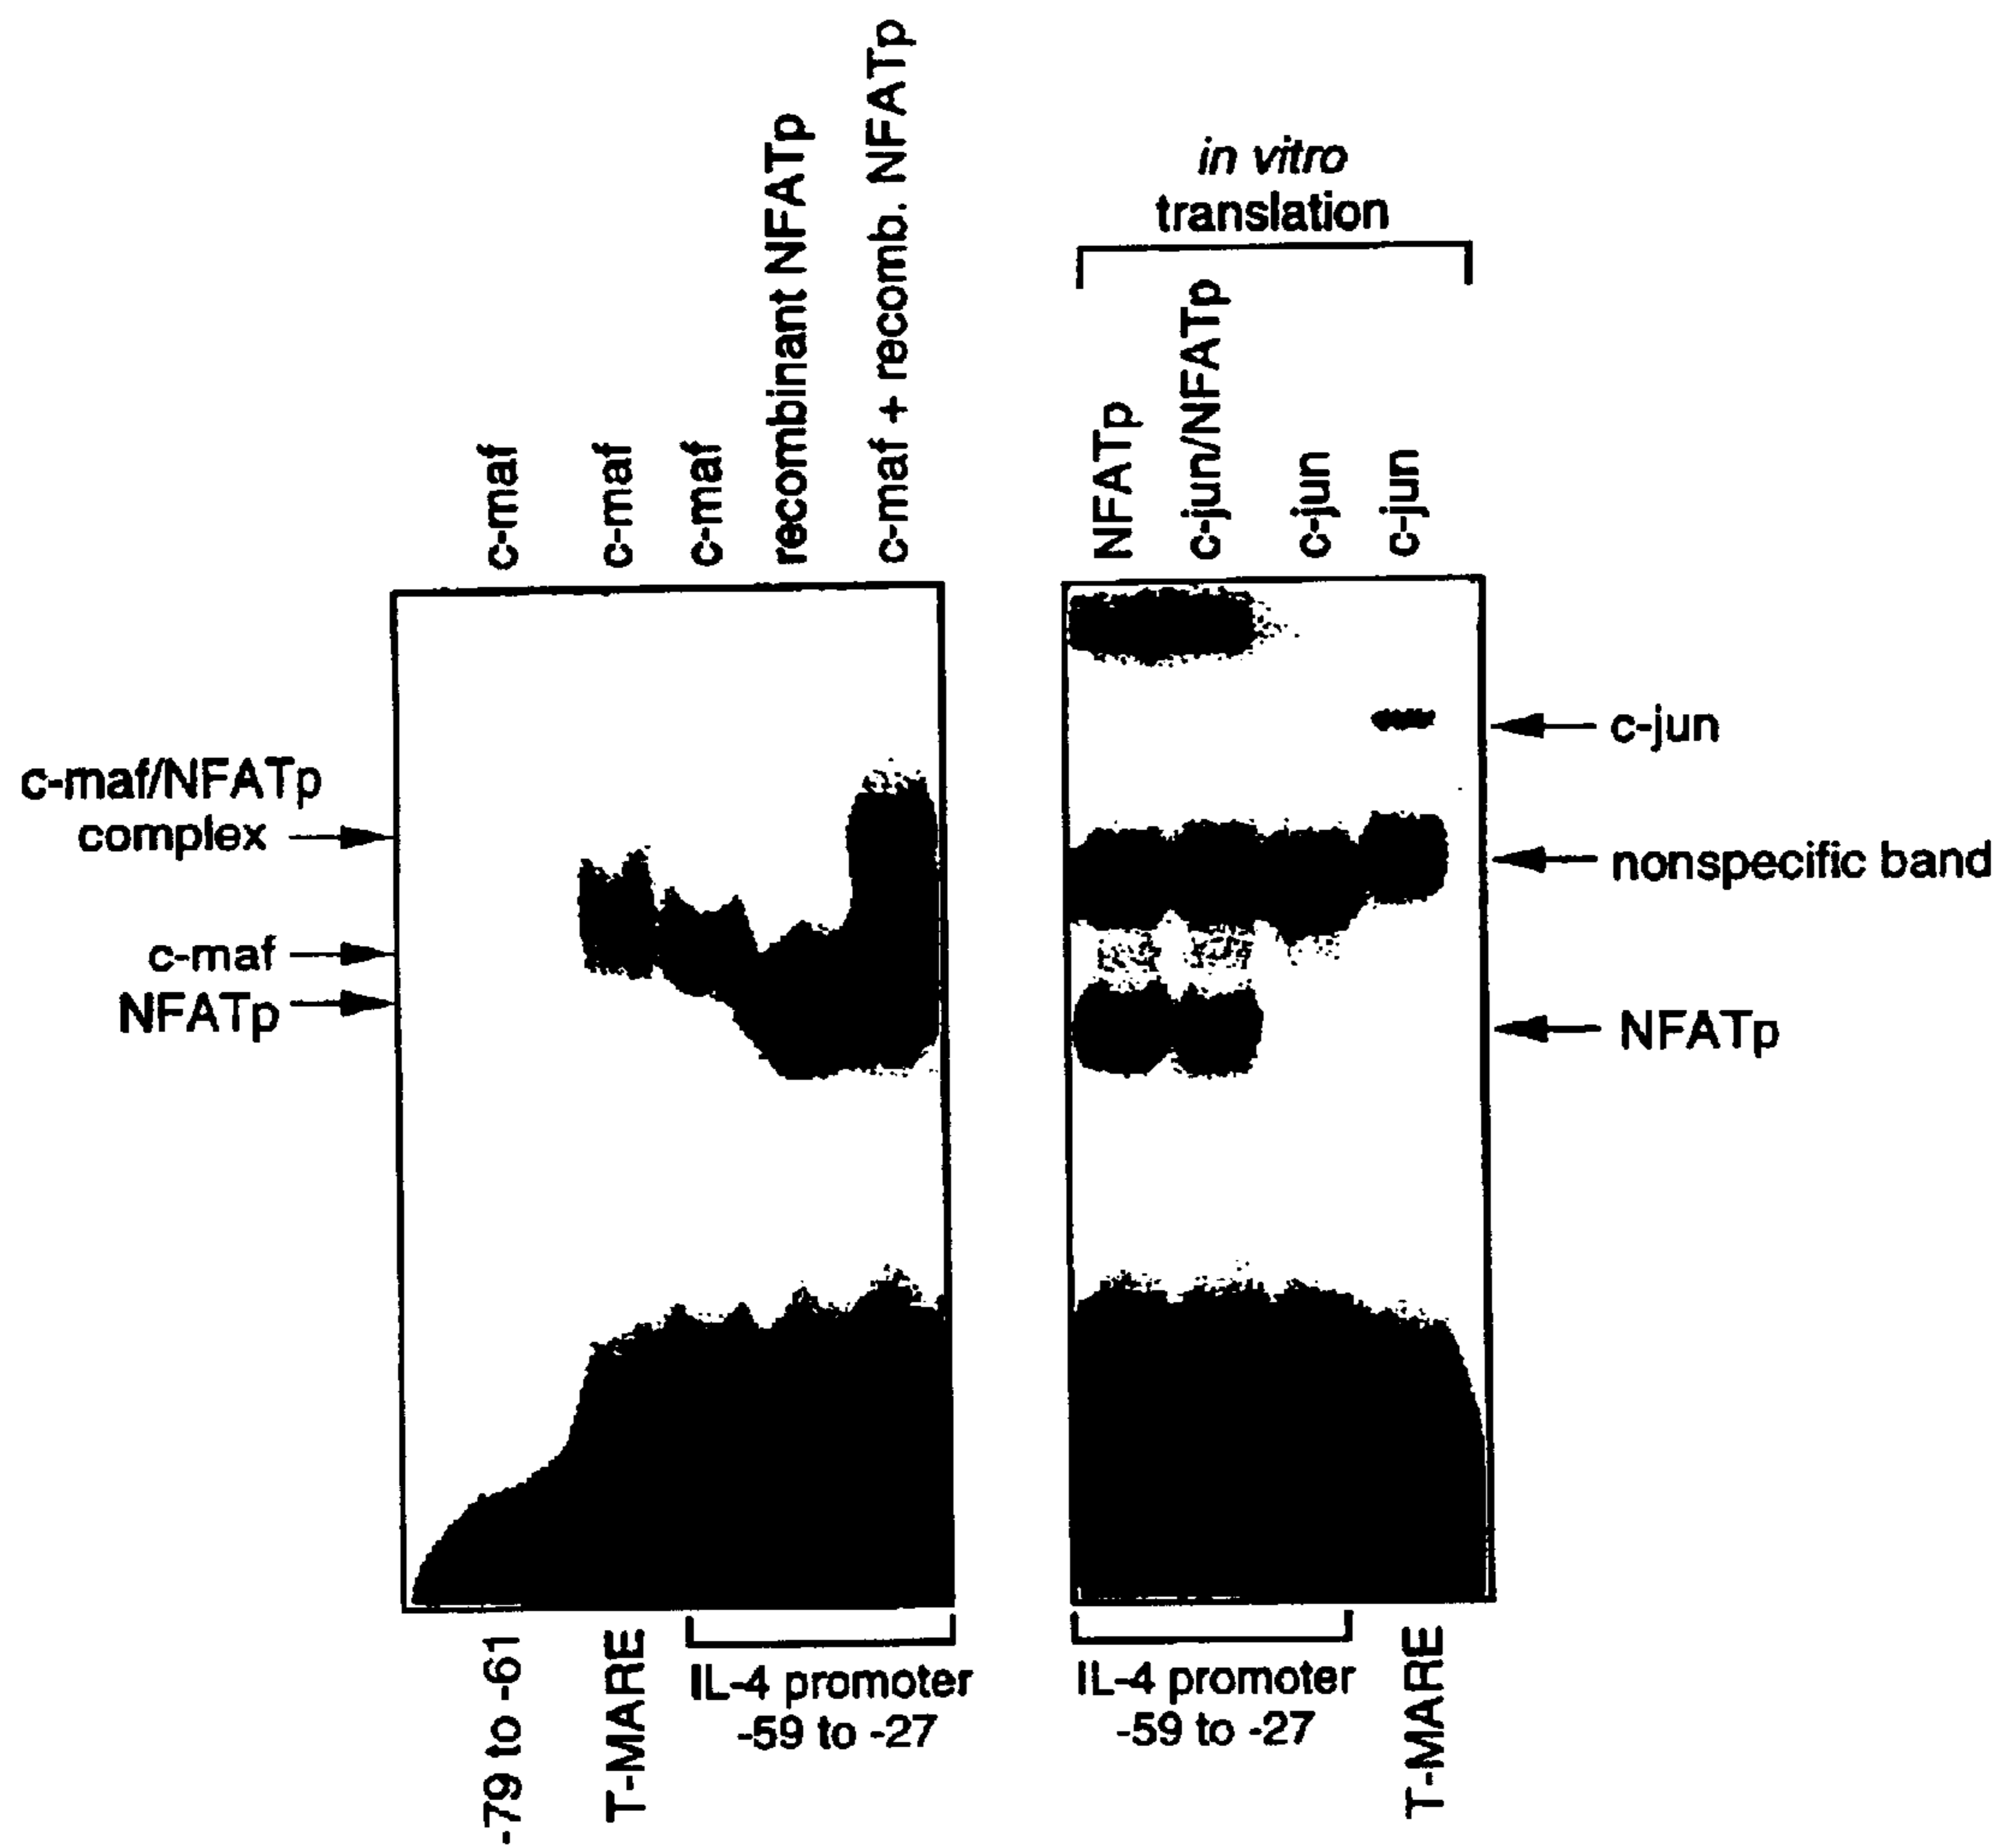 c-maf
c-maf
c-maf
recombinant NFATp
c-maf + recomb. NFATp
in vitro
translation
NFATp
c-jun/NFATp
c-jun
c-jun
c-maf/NFATp
complex
c-maf
NFATp
c-jun
nonspecific band
NFATp
-79 to -61
T-MARE
IL-4 promoter
-59 to -27
IL-4 promoter
-59 to -27
T-MARE